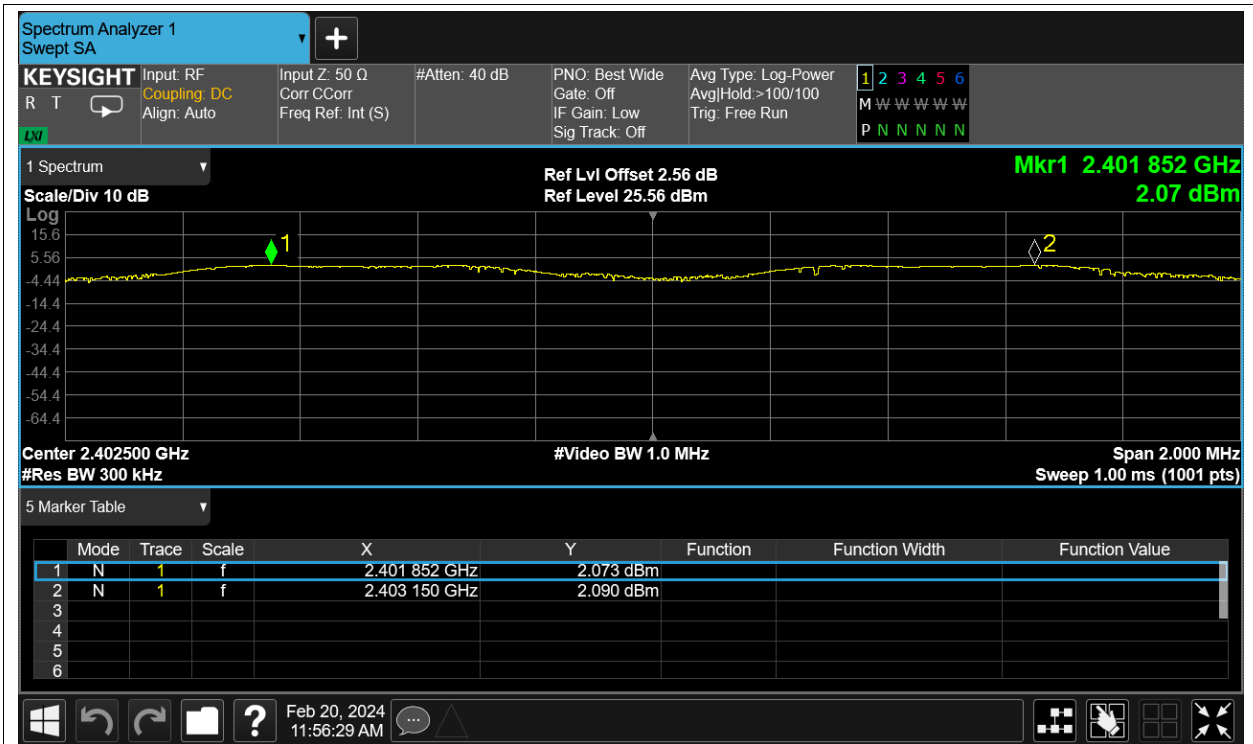 Spectrum Analyzer 1
Swept SA
KEYSIGHT
R T
LXI
Input: RF
Coupling: DC
Align: Auto
Input Z: 50 Ω
Corr CCorr
Freq Ref: Int (S)
#Atten: 40 dB
PNO: Best Wide
Gate: Off
IF Gain: Low
Sig Track: Off
Avg Type: Log-Power
Avg|Hold:>100/100
Trig: Free Run
1 2 3 4 5 6
M W W W W W
P N N N N N
1 Spectrum
Scale/Div 10 dB
Ref Lvl Offset 2.56 dB
Ref Level 25.56 dBm
Mkr1 2.401 852 GHz
2.07 dBm
Log
15.6
5.56
-4.44
-14.4
-24.4
-34.4
-44.4
-54.4
-64.4
1
2
Center 2.402500 GHz
#Res BW 300 kHz
#Video BW 1.0 MHz
Span 2.000 MHz
Sweep 1.00 ms (1001 pts)
5 Marker Table
Mode Trace Scale X Y Function Function Width Function Value
1 N 1 f 2.401 852 GHz 2.073 dBm
2 N 1 f 2.403 150 GHz 2.090 dBm
3
4
5
6
?
Feb 20, 2024
11:56:29 AM